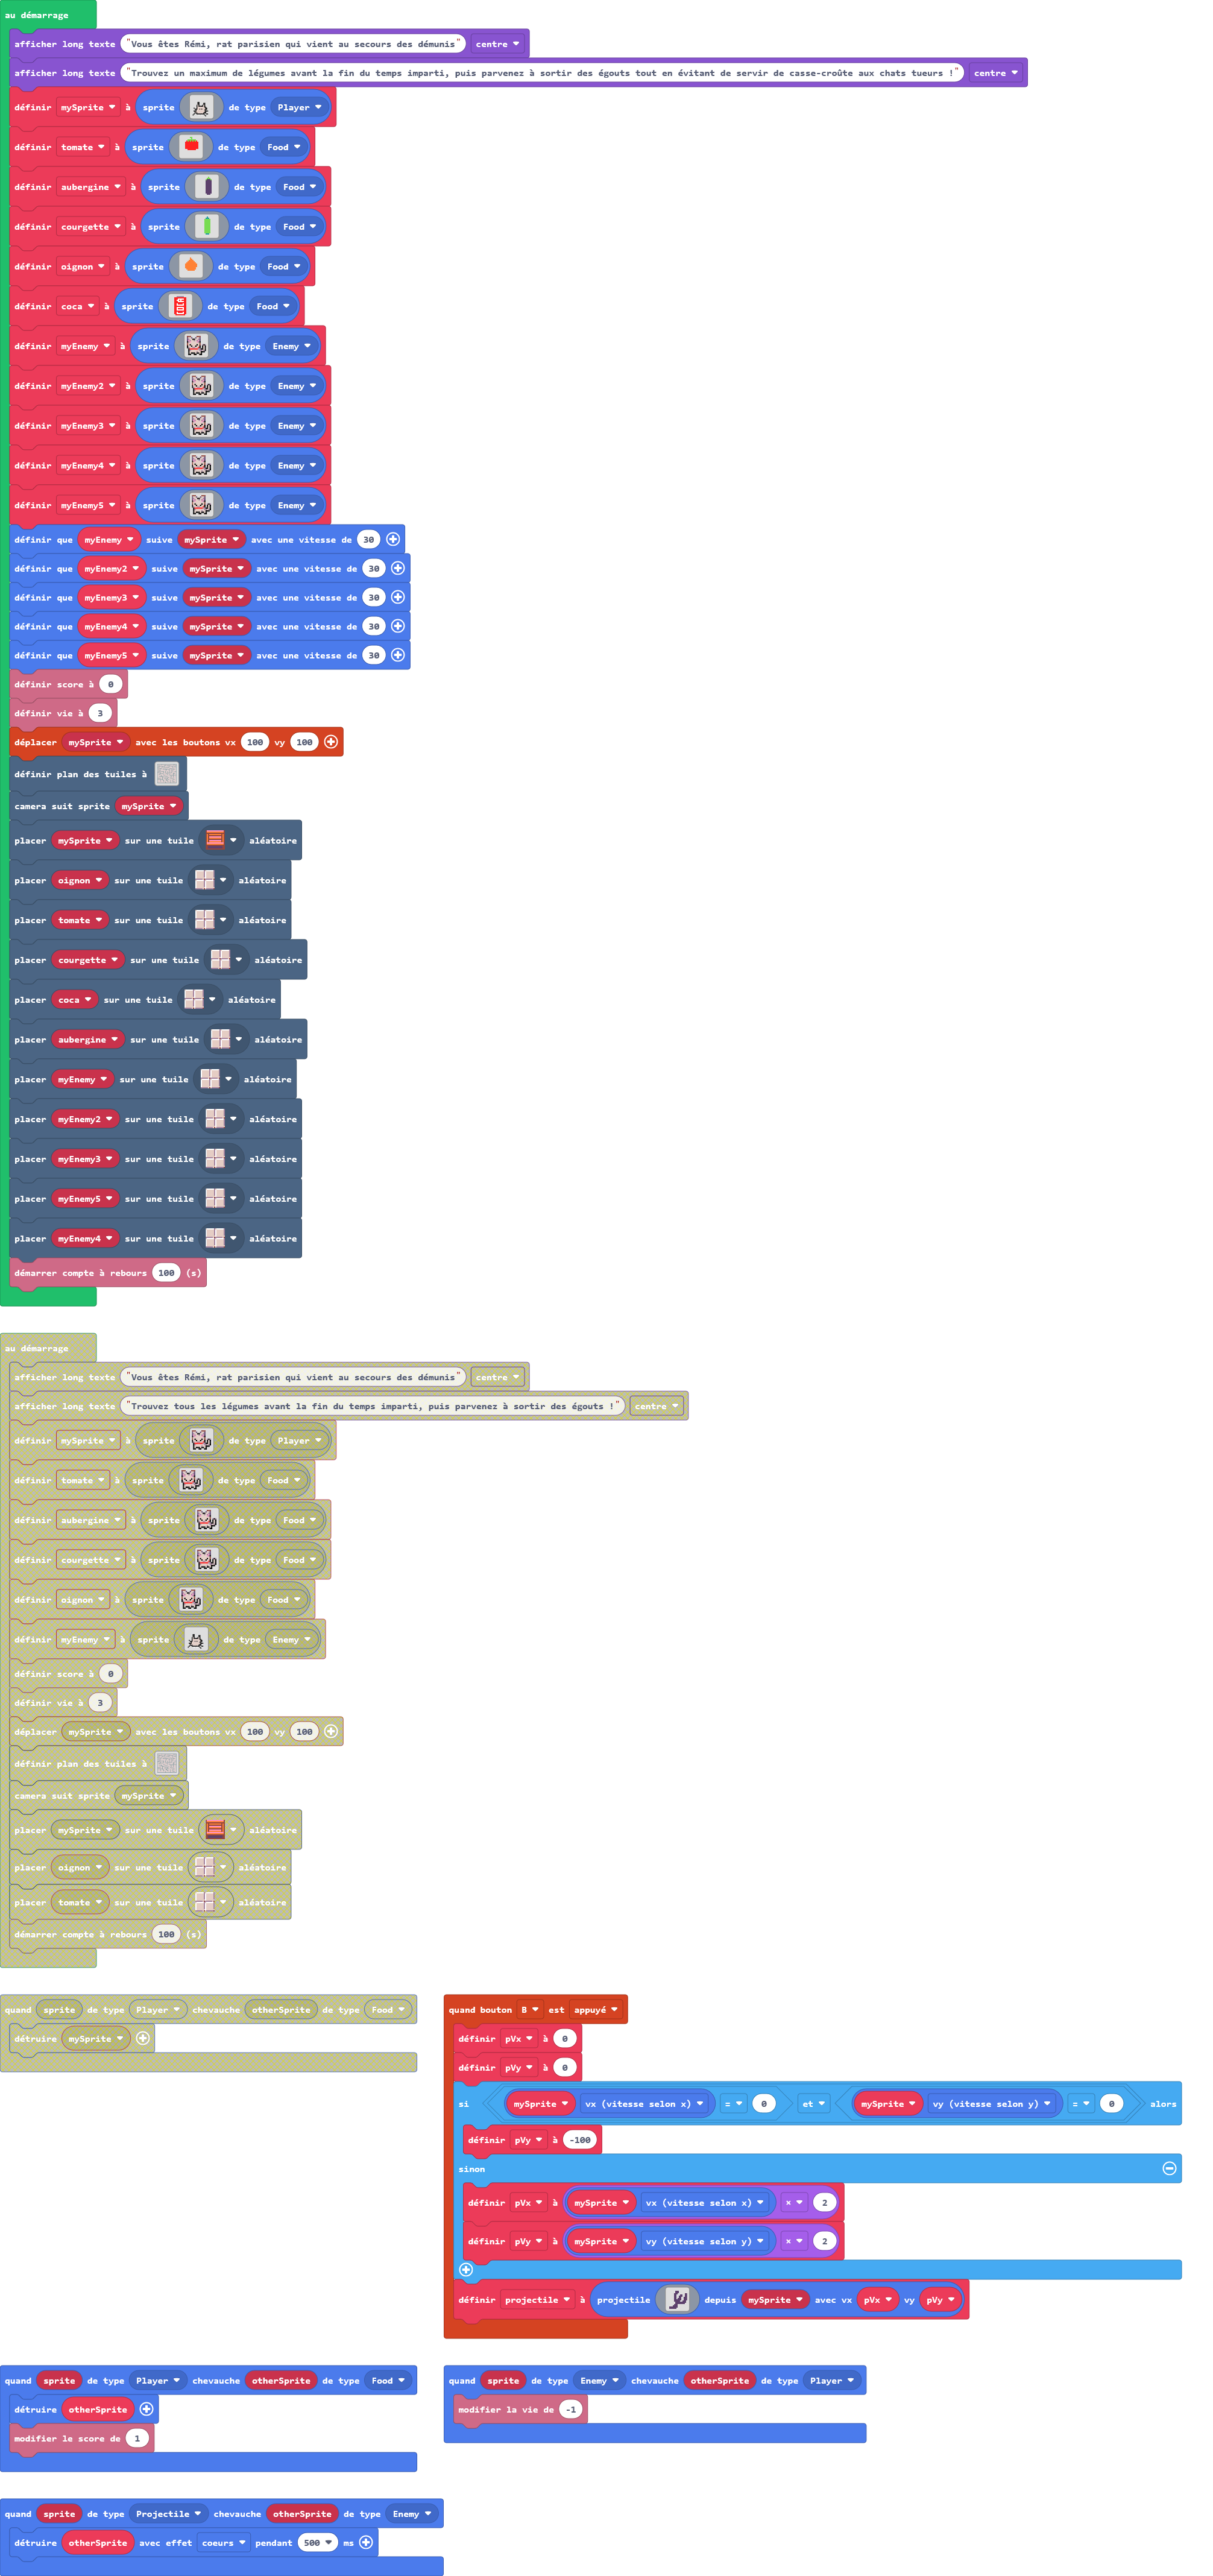 au démarrage
afficher long texte "Vous êtes Rémi, rat parisien qui vient au secours des démunis" centre
afficher long texte "Trouvez un maximum de légumes avant la fin du temps imparti, puis parvenez à sortir des égouts tout en évitant de servir de casse-croûte aux chats tueurs !" centre
définir mySprite à sprite de type Player
définir tomate à sprite de type Food
définir aubergine à sprite de type Food
définir courgette à sprite de type Food
définir oignon à sprite de type Food
définir coca à sprite de type Food
définir myEnemy à sprite de type Enemy
définir myEnemy2 à sprite de type Enemy
définir myEnemy3 à sprite de type Enemy
définir myEnemy4 à sprite de type Enemy
définir myEnemy5 à sprite de type Enemy
définir que myEnemy suive mySprite avec une vitesse de 30
définir que myEnemy2 suive mySprite avec une vitesse de 30
définir que myEnemy3 suive mySprite avec une vitesse de 30
définir que myEnemy4 suive mySprite avec une vitesse de 30
définir que myEnemy5 suive mySprite avec une vitesse de 30
définir score à 0
définir vie à 3
déplacer mySprite avec les boutons vx 100 vy 100
définir plan des tuiles à
camera suit sprite mySprite
placer mySprite sur une tuile aléatoire
placer oignon sur une tuile aléatoire
placer tomate sur une tuile aléatoire
placer courgette sur une tuile aléatoire
placer coca sur une tuile aléatoire
placer aubergine sur une tuile aléatoire
placer myEnemy sur une tuile aléatoire
placer myEnemy2 sur une tuile aléatoire
placer myEnemy3 sur une tuile aléatoire
placer myEnemy5 sur une tuile aléatoire
placer myEnemy4 sur une tuile aléatoire
démarrer compte à rebours 100 (s)
au démarrage
afficher long texte "Vous êtes Rémi, rat parisien qui vient au secours des démunis" centre
afficher long texte "Trouvez tous les légumes avant la fin du temps imparti, puis parvenez à sortir des égouts !" centre
définir mySprite à sprite de type Player
définir tomate à sprite de type Food
définir aubergine à sprite de type Food
définir courgette à sprite de type Food
définir oignon à sprite de type Food
définir myEnemy à sprite de type Enemy
définir score à 0
définir vie à 3
déplacer mySprite avec les boutons vx 100 vy 100
définir plan des tuiles à
camera suit sprite mySprite
placer mySprite sur une tuile aléatoire
placer oignon sur une tuile aléatoire
placer tomate sur une tuile aléatoire
démarrer compte à rebours 100 (s)
quand sprite de type Player chevauche otherSprite de type Food
détruire mySprite
quand bouton B est appuyé
définir pVx à 0
définir pVy à 0
si mySprite vx (vitesse selon x) = 0 et mySprite vy (vitesse selon y) = 0 alors
définir pVy à -100
sinon
définir pVx à mySprite vx (vitesse selon x) × 2
définir pVy à mySprite vy (vitesse selon y) × 2
définir projectile à projectile depuis mySprite avec vx pVx vy pVy
quand sprite de type Player chevauche otherSprite de type Food
détruire otherSprite
modifier le score de 1
quand sprite de type Enemy chevauche otherSprite de type Player
modifier la vie de -1
quand sprite de type Projectile chevauche otherSprite de type Enemy
détruire otherSprite avec effet coeurs pendant 500 ms